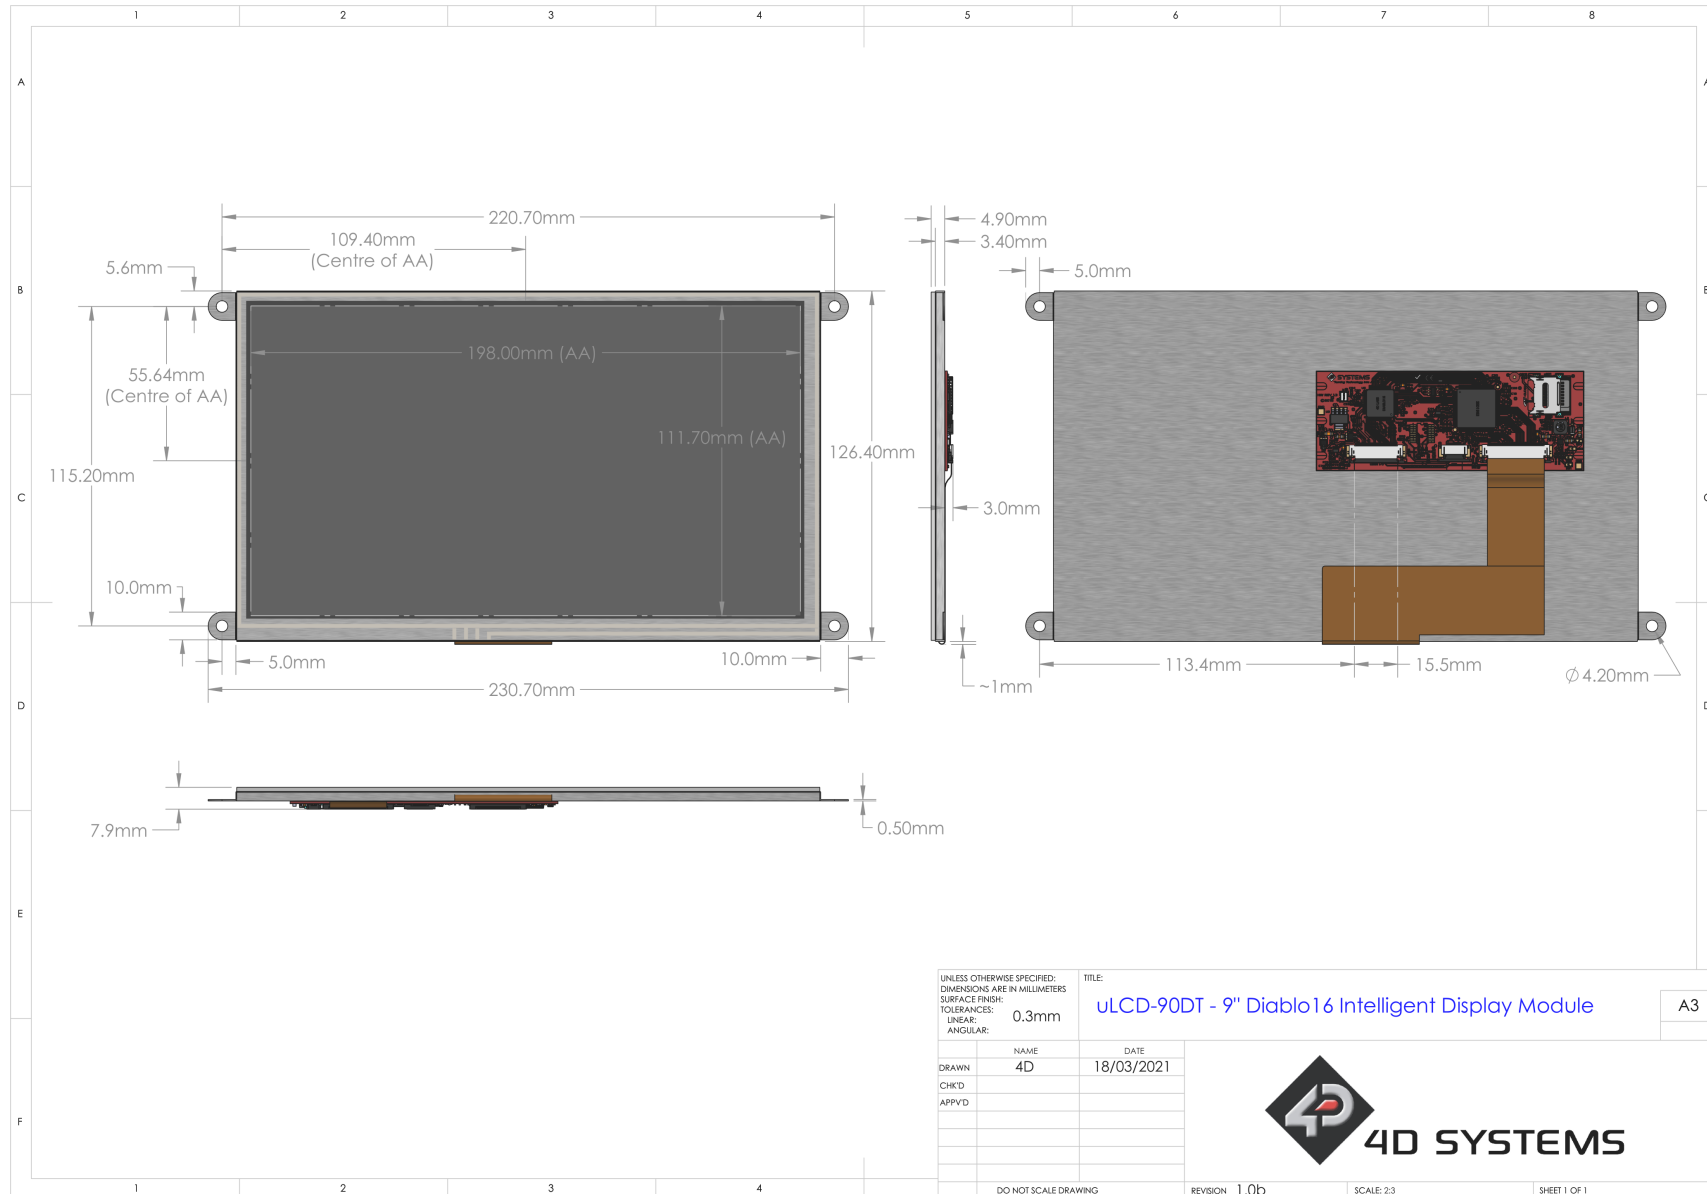 1 2 3 4 5 6 7 8
A
B
C
D
E
F
220.70mm
109.40mm
(Centre of AA)
5.6mm
198.00mm (AA)
55.64mm
(Centre of AA)
111.70mm (AA)
126.40mm
115.20mm
10.0mm
5.0mm
10.0mm
230.70mm
4.90mm
3.40mm
5.0mm
3.0mm
~1mm
SYSTEMS
113.4mm
15.5mm
Ø 4.20mm
7.9mm
0.50mm
UNLESS OTHERWISE SPECIFIED:
DIMENSIONS ARE IN MILLIMETERS
SURFACE FINISH:
TOLERANCES:
LINEAR: 0.3mm
ANGULAR:
TITLE:
uLCD-90DT - 9" Diablo16 Intelligent Display Module
A3
NAME DATE
DRAWN 4D 18/03/2021
CHK'D
APPV'D
4D SYSTEMS
DO NOT SCALE DRAWING
REVISION 1.0b
SCALE: 2:3
SHEET 1 OF 1
1 2 3 4